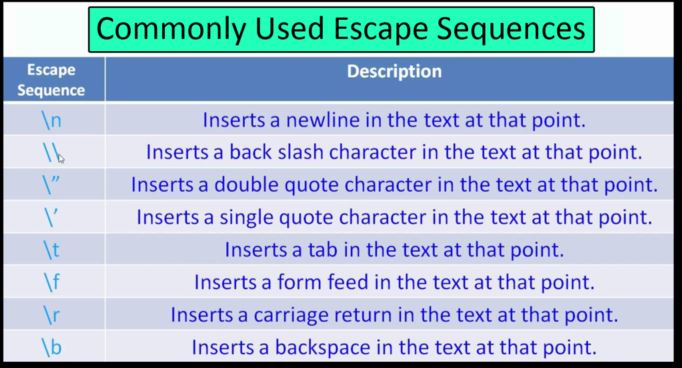 Commonly Used Escape Sequences
Escape
Sequence
Description
\n Inserts a newline in the text at that point.
\\ Inserts a back slash character in the text at that point.
\” Inserts a double quote character in the text at that point.
\’ Inserts a single quote character in the text at that point.
\t Inserts a tab in the text at that point.
\f Inserts a form feed in the text at that point.
\r Inserts a carriage return in the text at that point.
\b Inserts a backspace in the text at that point.